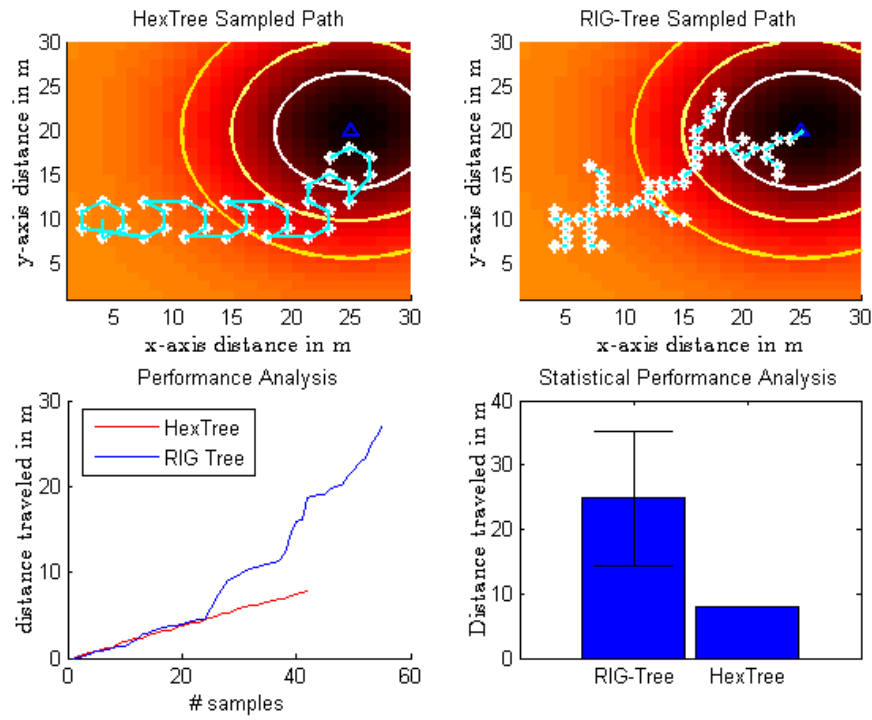 HexTree Sampled Path
30
25
20
15
10
5
y-axis distance in m
5 10 15 20 25 30
x-axis distance in m
RIG-Tree Sampled Path
30
25
20
15
10
5
y-axis distance in m
5 10 15 20 25 30
x-axis distance in m
Performance Analysis
30
20
10
0
distance traveled in m
HexTree
RIG Tree
0 20 40 60
# samples
Statistical Performance Analysis
40
30
20
10
0
Distance traveled in m
RIG-Tree HexTree